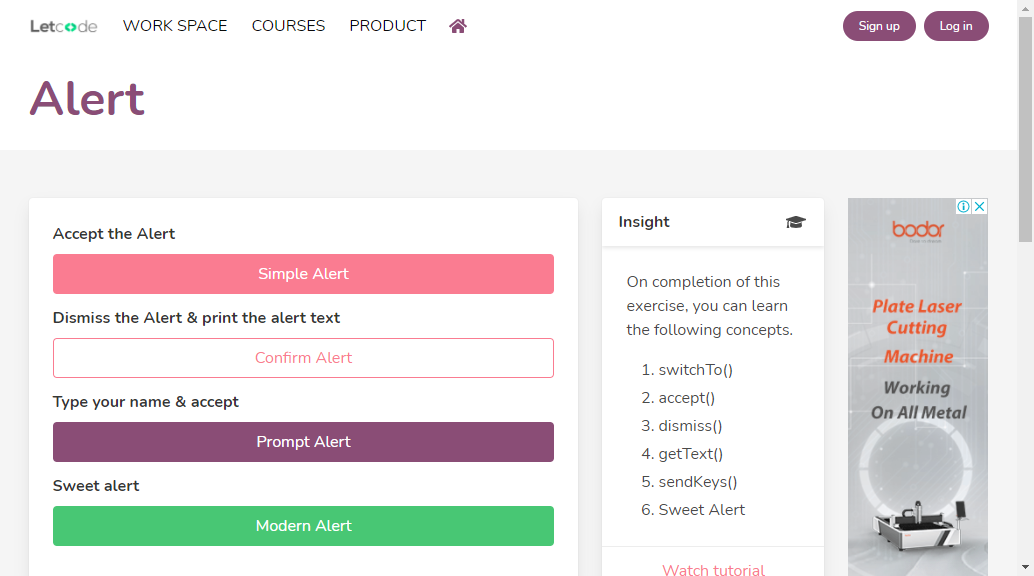 Letcode WORK SPACE COURSES PRODUCT Sign up Log in
Alert
Accept the Alert
Simple Alert
Dismiss the Alert & print the alert text
Confirm Alert
Type your name & accept
Prompt Alert
Sweet alert
Modern Alert
Insight
On completion of this
exercise, you can learn
the following concepts.
1. switchTo()
2. accept()
3. dismiss()
4. getText()
5. sendKeys()
6. Sweet Alert
Watch tutorial
bodor
Plate Laser
Cutting
Machine
Working
On All Metal